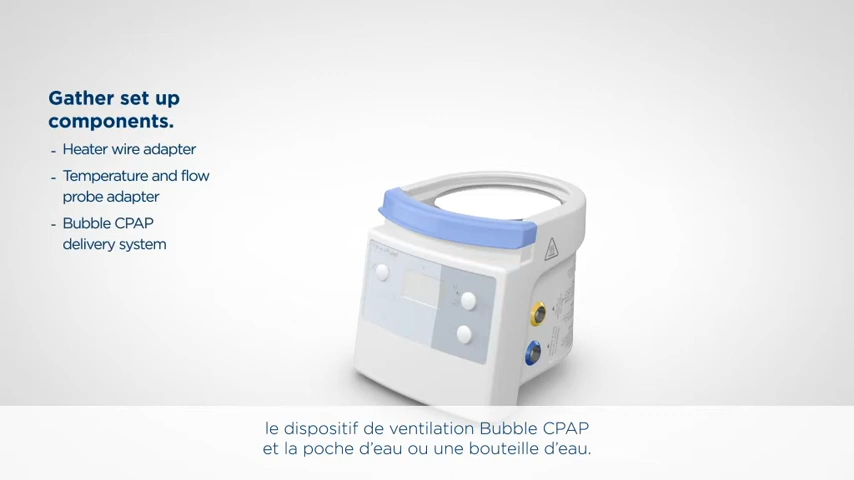 Gather set up
components.
- Heater wire adapter
- Temperature and flow
probe adapter
- Bubble CPAP
delivery system
le dispositif de ventilation Bubble CPAP
et la poche d'eau ou une bouteille d'eau.